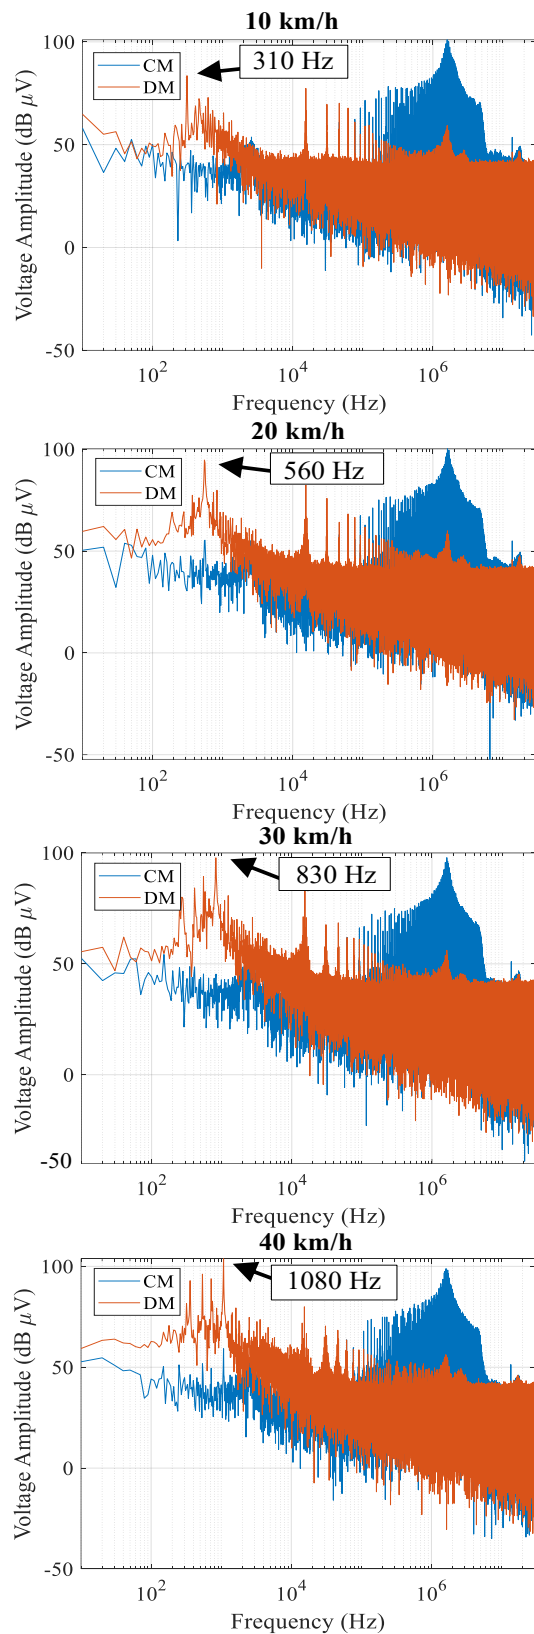 10 km/h
100
50
0
-50
Voltage Amplitude (dB μV)
CM
DM
310 Hz
10^2
10^4
10^6
Frequency (Hz)
20 km/h
100
50
0
-50
Voltage Amplitude (dB μV)
CM
DM
560 Hz
10^2
10^4
10^6
Frequency (Hz)
30 km/h
100
50
0
-50
Voltage Amplitude (dB μV)
CM
DM
830 Hz
10^2
10^4
10^6
Frequency (Hz)
40 km/h
100
50
0
-50
Voltage Amplitude (dB μV)
CM
DM
1080 Hz
10^2
10^4
10^6
Frequency (Hz)